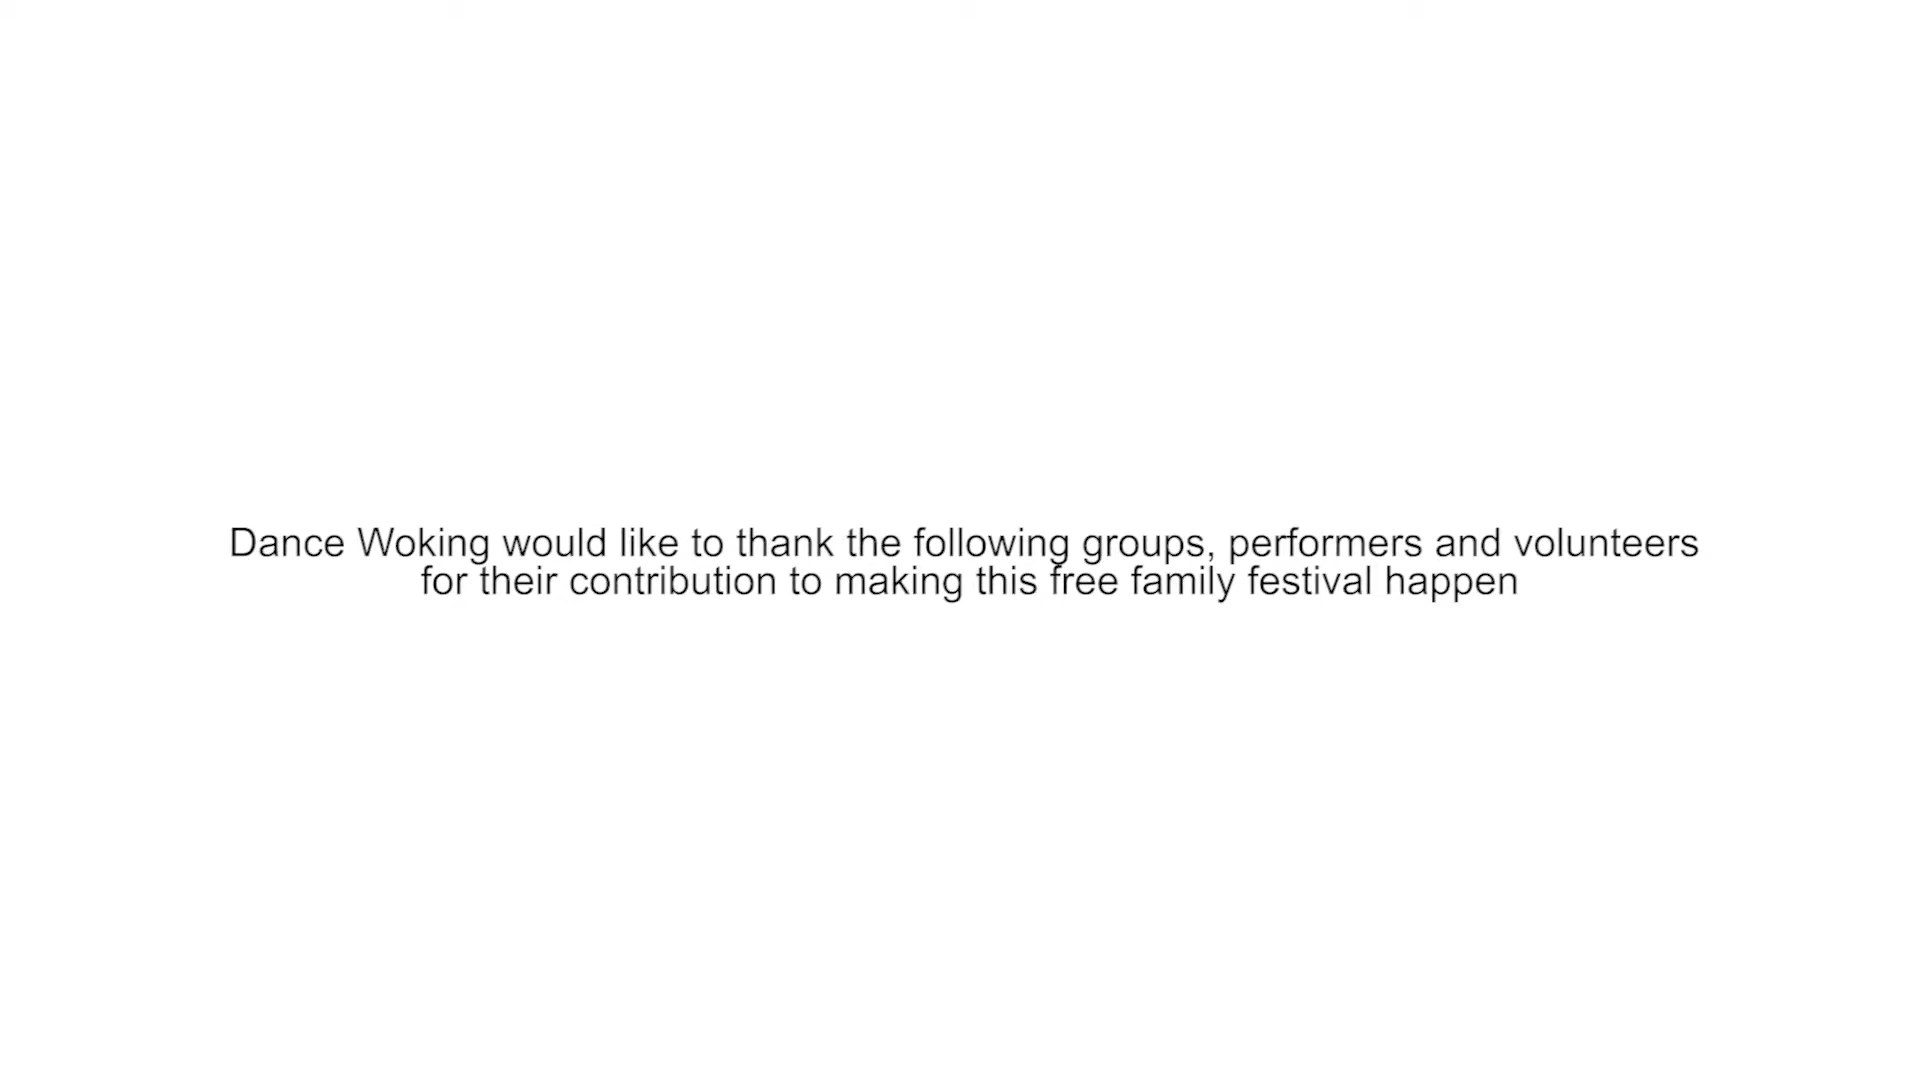 Dance Woking would like to thank the following groups, performers and volunteers
for their contribution to making this free family festival happen